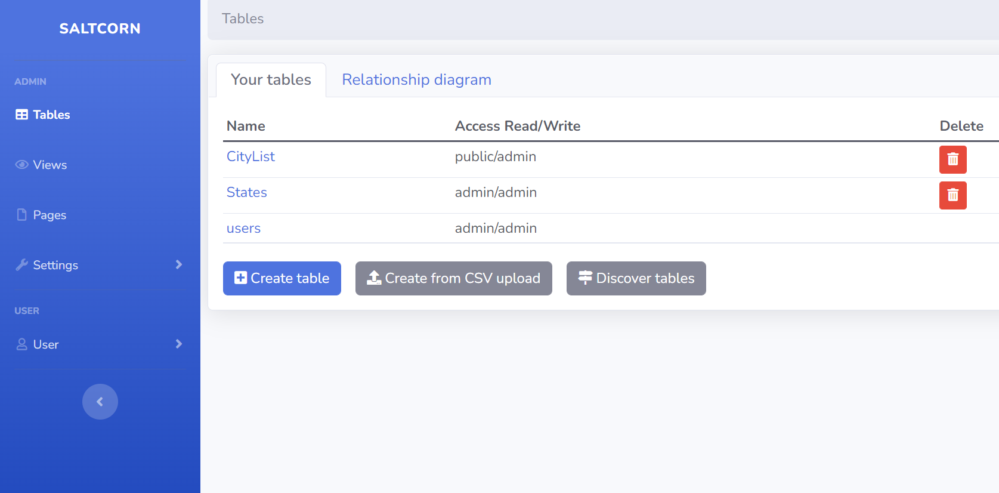 SALTCORN
ADMIN
Tables
Views
Pages
Settings
USER
User
Tables
Your tables Relationship diagram
Name Access Read/Write Delete
CityList public/admin
States admin/admin
users admin/admin
Create table Create from CSV upload Discover tables